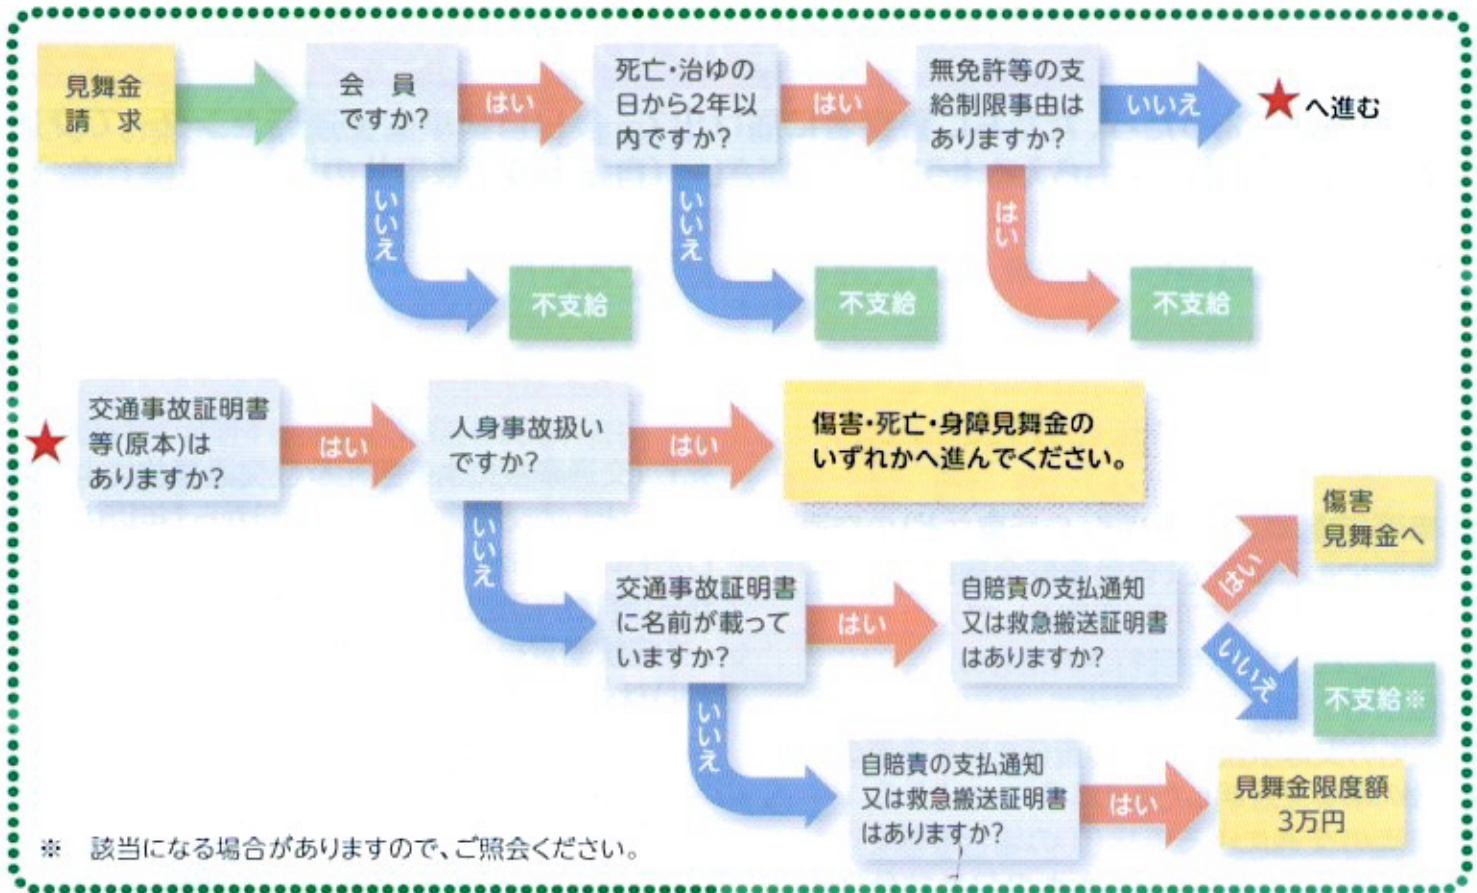 見舞金
請　求
会　員
ですか？
はい
死亡・治ゆの
日から2年以
内ですか？
はい
無免許等の支
給制限事由は
ありますか？
いいえ
★へ進む
いいえ
いいえ
はい
不支給
不支給
不支給
★
交通事故証明書
等(原本)は
ありますか？
はい
人身事故扱い
ですか？
はい
傷害・死亡・身障見舞金の
いずれかへ進んでください。
いいえ
交通事故証明書
に名前が載って
いますか？
はい
自賠責の支払通知
又は救急搬送証明書
はありますか？
はい
傷害
見舞金へ
いいえ
不支給※
いいえ
自賠責の支払通知
又は救急搬送証明書
はありますか？
はい
見舞金限度額
3万円
※　該当になる場合がありますので、ご照会ください。